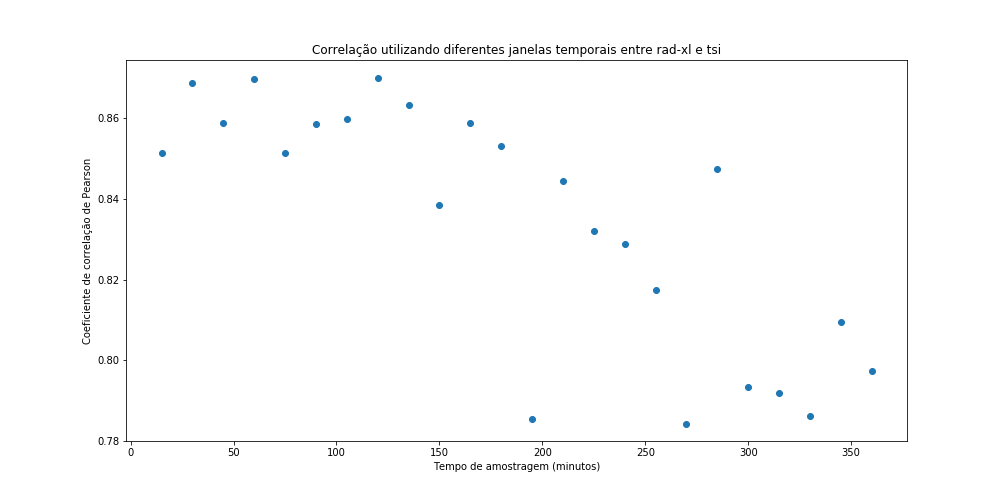 Correlação utilizando diferentes janelas temporais entre rad-xl e tsi
Coeficiente de correlação de Pearson
0.86
0.84
0.82
0.80
0.78
0 50 100 150 200 250 300 350
Tempo de amostragem (minutos)